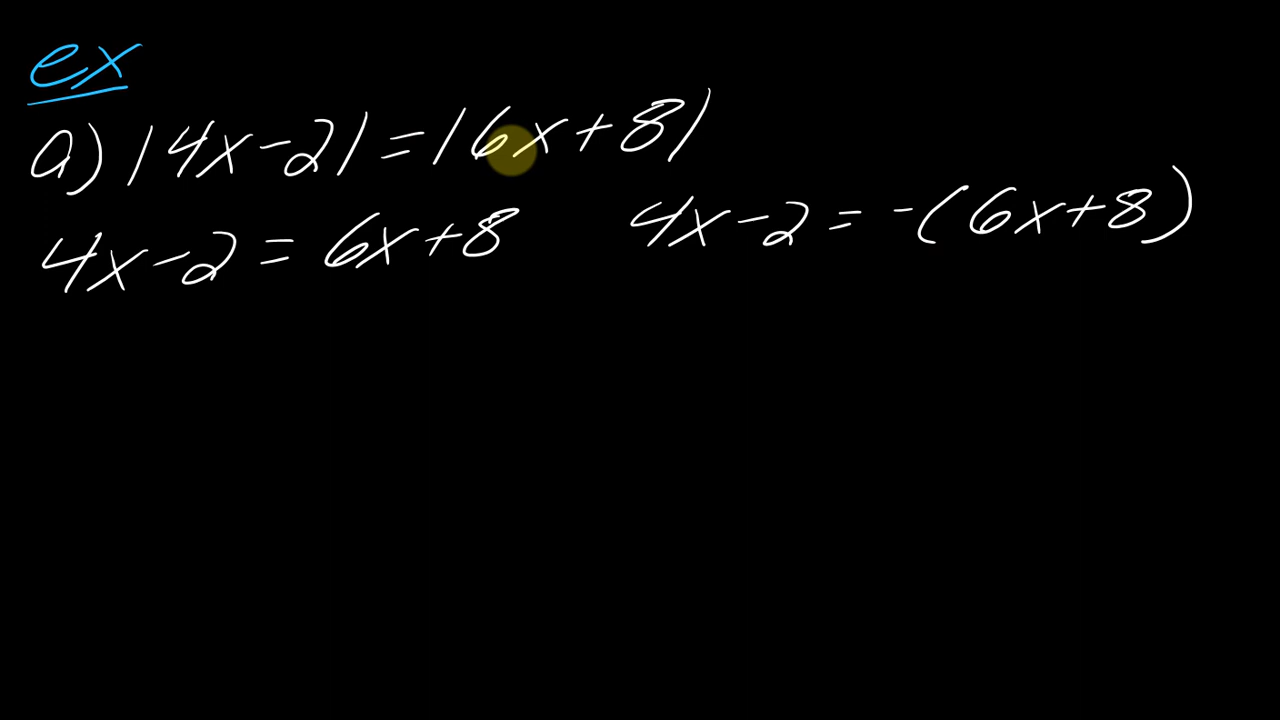 ex
a) |4x-2| = |6x+8|
4x-2 = 6x+8
4x-2 = -(6x+8)